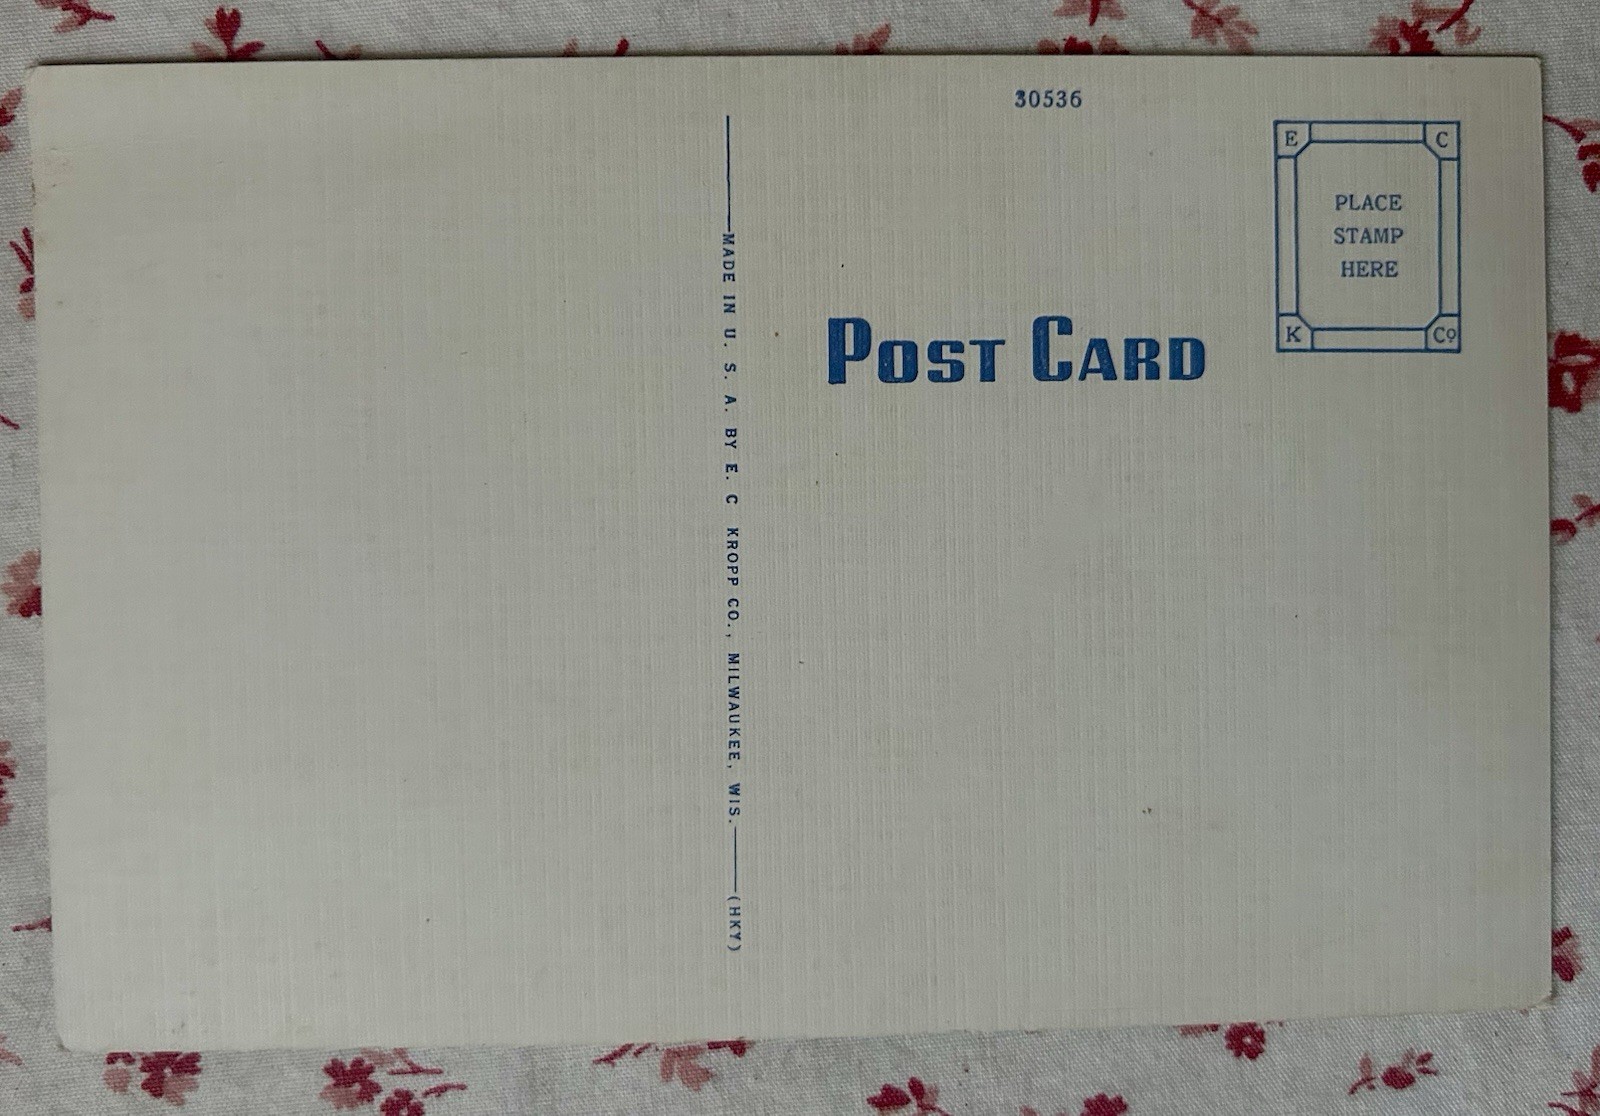 30536
E C
PLACE
STAMP
HERE
K Co
POST CARD
MADE IN U. S. A. BY E. C KROPP CO., MILWAUKEE, WIS. (HKY)